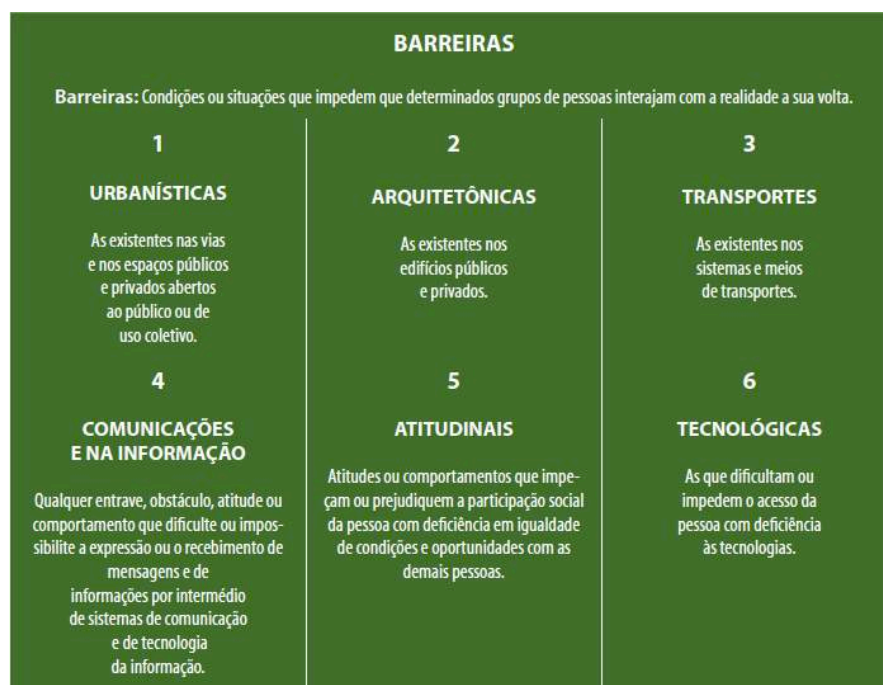 BARREIRAS
Barreiras: Condições ou situações que impedem que determinados grupos de pessoas interajam com a realidade a sua volta.
1
URBANÍSTICAS
As existentes nas vias
e nos espaços públicos
e privados abertos
ao público ou de
uso coletivo.
2
ARQUITETÔNICAS
As existentes nos
edifícios públicos
e privados.
3
TRANSPORTES
As existentes nos
sistemas e meios
de transportes.
4
COMUNICAÇÕES
E NA INFORMAÇÃO
Qualquer entrave, obstáculo, atitude ou
comportamento que dificulte ou impos-
sibilite a expressão ou o recebimento de
mensagens e de
informações por intermédio
de sistemas de comunicação
e de tecnologia
da informação.
5
ATITUDINAIS
Atitudes ou comportamentos que impe-
çam ou prejudiquem a participação social
da pessoa com deficiência em igualdade
de condições e oportunidades com as
demais pessoas.
6
TECNOLÓGICAS
As que dificultam ou
impedem o acesso da
pessoa com deficiência
às tecnologias.